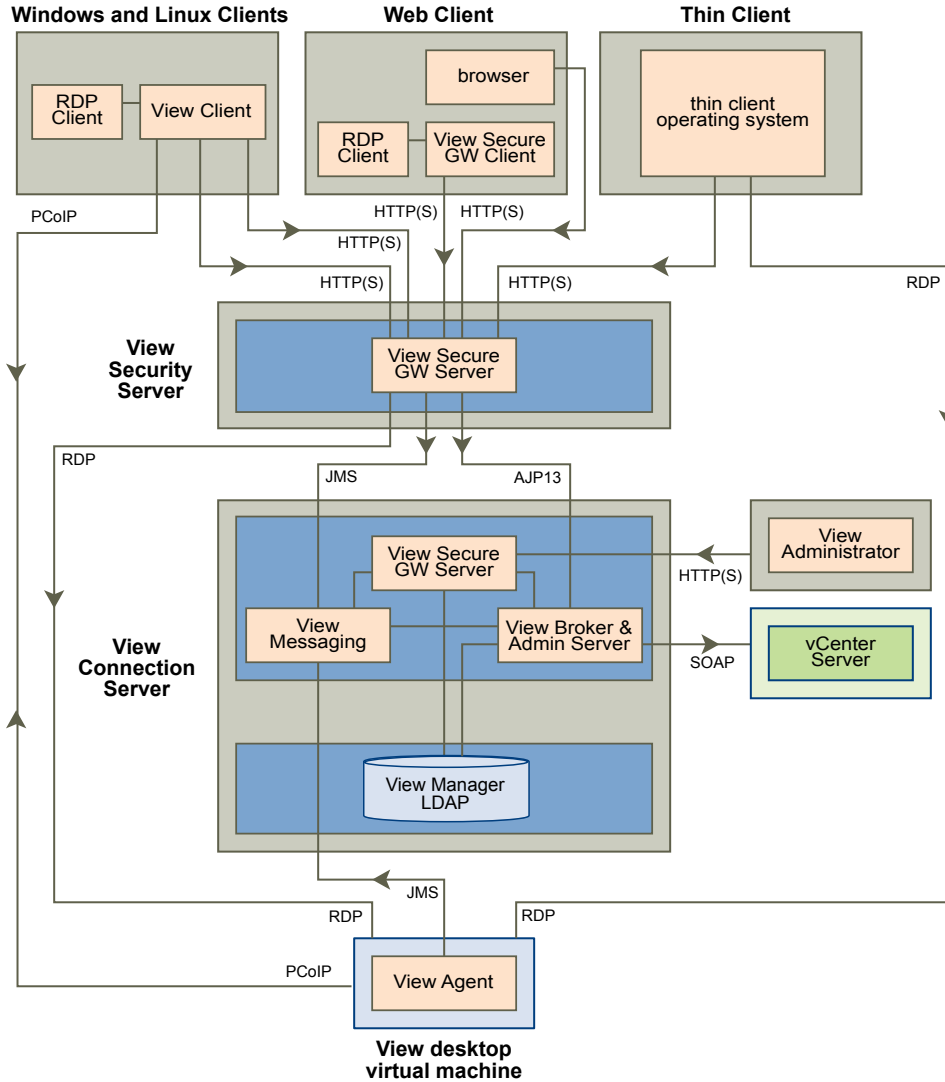 Windows and Linux Clients
Web Client
Thin Client
RDP
Client
View Client
browser
RDP
Client
View Secure
GW Client
thin client
operating system
PCoIP
HTTP(S)
HTTP(S)
HTTP(S)
HTTP(S)
HTTP(S)
RDP
View
Security
Server
View Secure
GW Server
RDP
JMS
AJP13
View
Connection
Server
View Secure
GW Server
View
Messaging
View Broker &
Admin Server
HTTP(S)
View
Administrator
SOAP
vCenter
Server
View Manager
LDAP
JMS
RDP
RDP
PCoIP
View Agent
View desktop
virtual machine